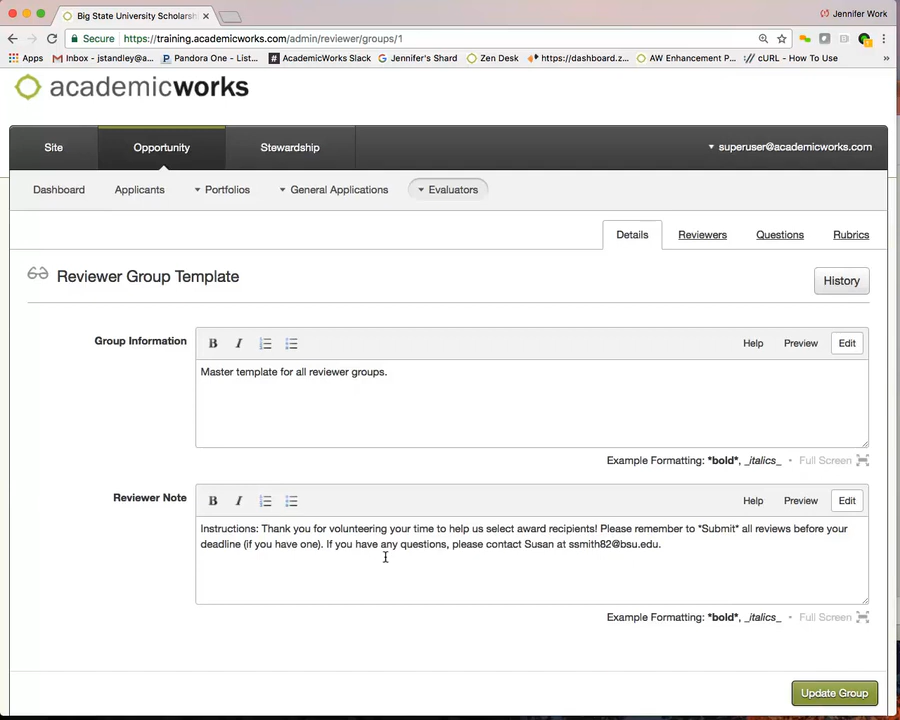 Big State University Scholarsh
Jennifer Work
Secure https://training.academicworks.com/admin/reviewer/groups/1
Apps Inbox - jstandley@a... Pandora One - List... AcademicWorks Slack Jennifer's Shard Zen Desk https://dashboard.z... AW Enhancement P... cURL - How To Use »
academicworks
Site Opportunity Stewardship superuser@academicworks.com
Dashboard Applicants Portfolios General Applications Evaluators
Details Reviewers Questions Rubrics
Reviewer Group Template History
Group Information B I Help Preview Edit
Master template for all reviewer groups.
Example Formatting: *bold*, _italics_ • Full Screen
Reviewer Note B I Help Preview Edit
Instructions: Thank you for volunteering your time to help us select award recipients! Please remember to *Submit* all reviews before your
deadline (if you have one). If you have any questions, please contact Susan at ssmith82@bsu.edu.
Example Formatting: *bold*, _italics_ • Full Screen
Update Group